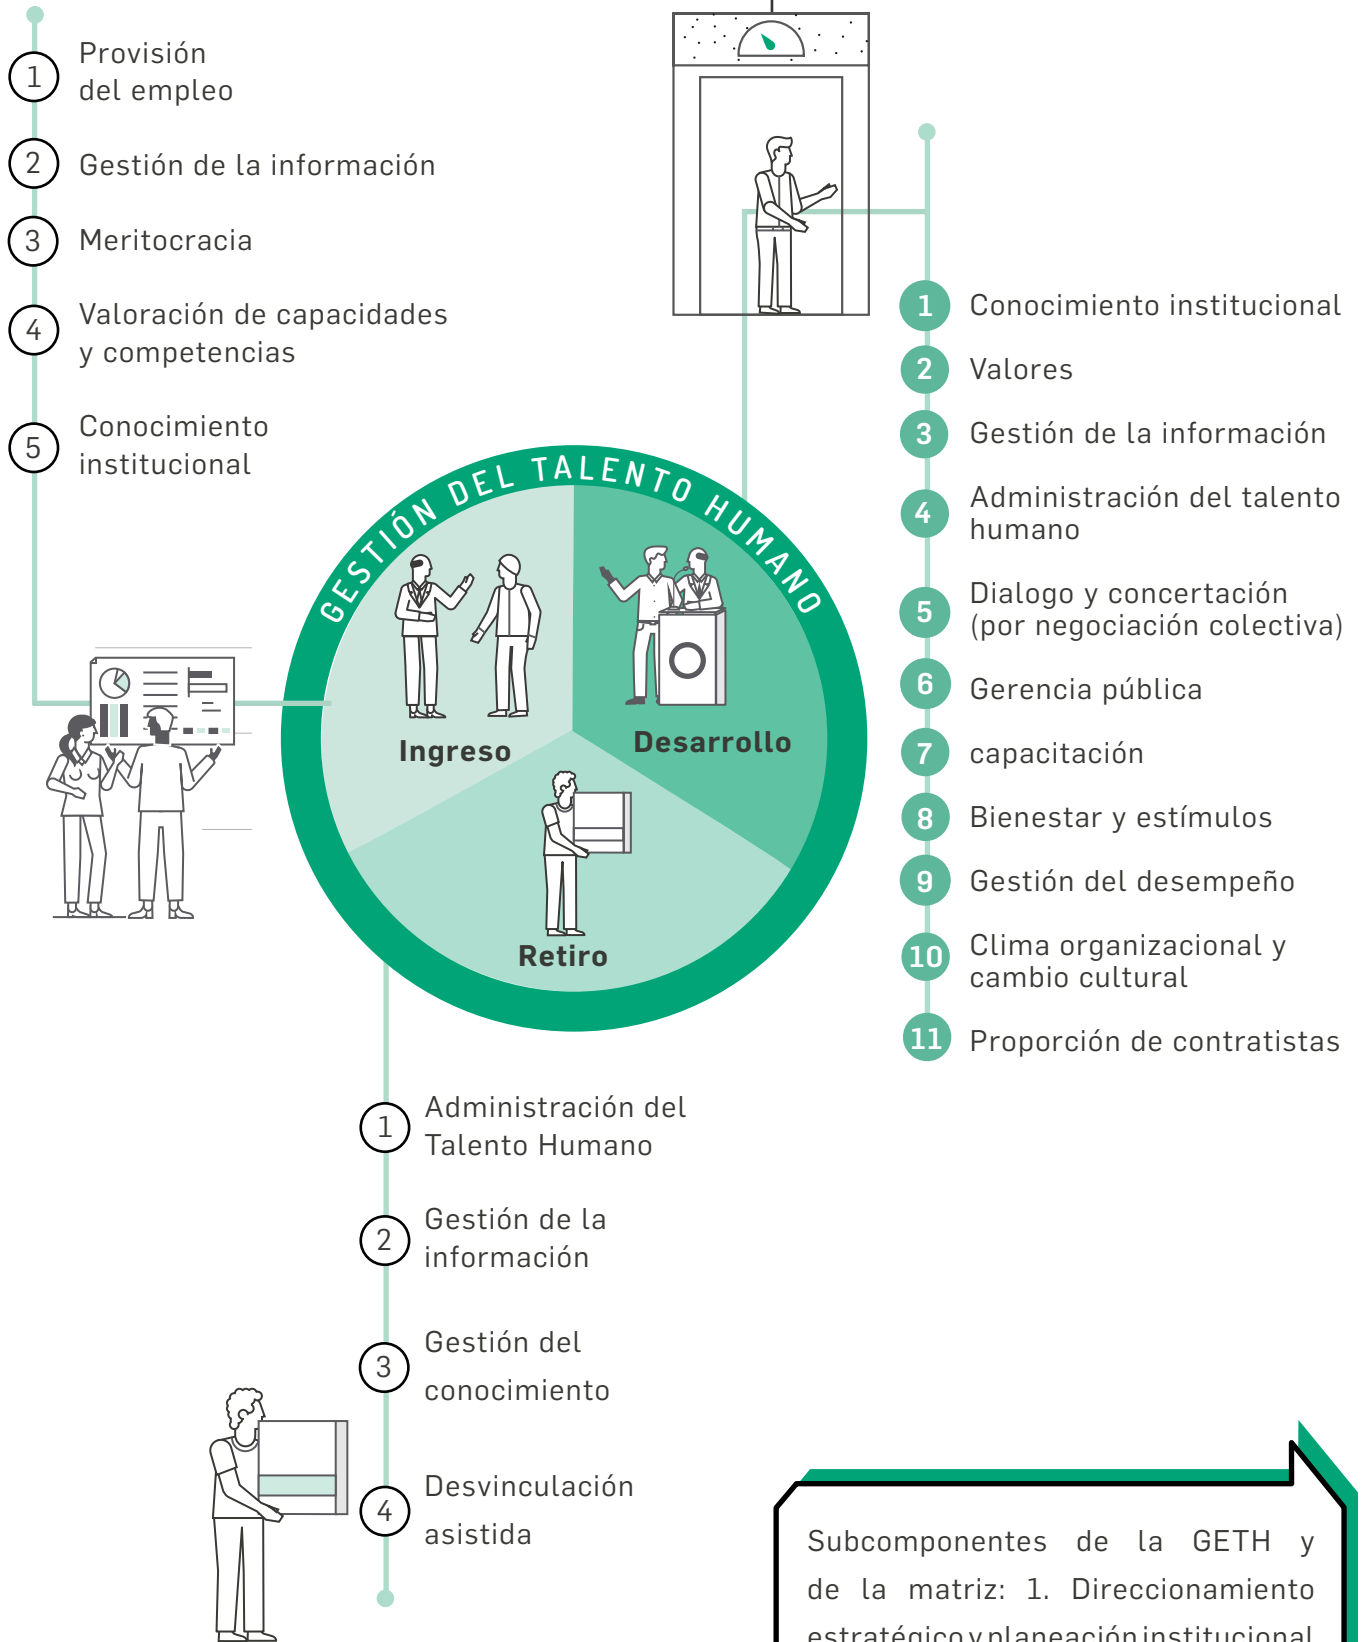 1
Provisión
del empleo
2
Gestión de la información
3
Meritocracia
4
Valoración de capacidades
y competencias
5
Conocimiento
institucional
GESTIÓN DEL TALENTO HUMANO
Ingreso
Desarrollo
Retiro
1
Conocimiento institucional
2
Valores
3
Gestión de la información
4
Administración del talento
humano
5
Dialogo y concertación
(por negociación colectiva)
6
Gerencia pública
7
capacitación
8
Bienestar y estímulos
9
Gestión del desempeño
10
Clima organizacional y
cambio cultural
11
Proporción de contratistas
1
Administración del
Talento Humano
2
Gestión de la
información
3
Gestión del
conocimiento
4
Desvinculación
asistida
Subcomponentes de la GETH y
de la matriz: 1. Direccionamiento
estratégico y planeación institucional